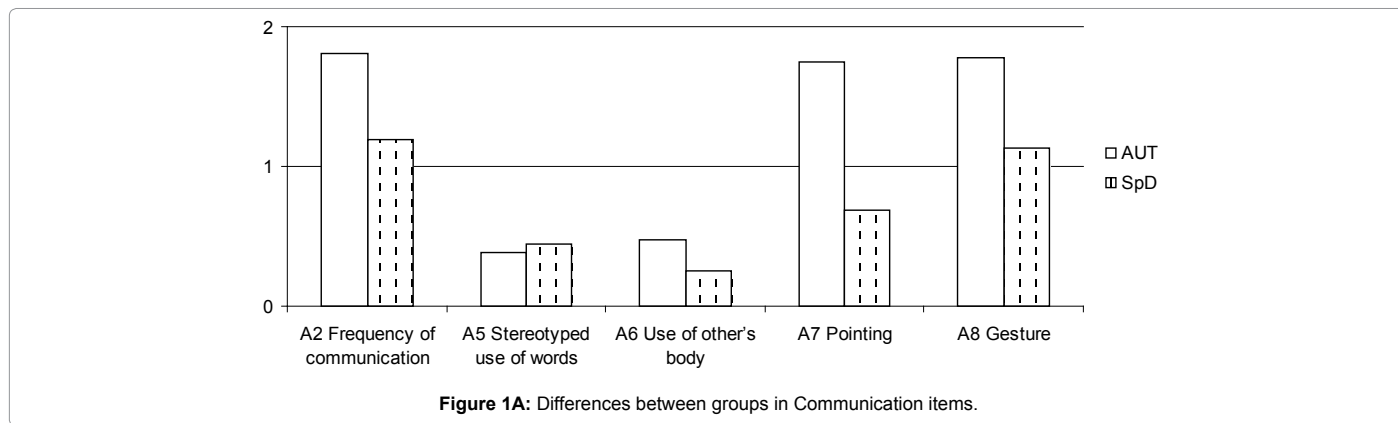 2
1
0
A2 Frequency of
communication
A5 Stereotyped
use of words
A6 Use of other's
body
A7 Pointing
A8 Gesture
AUT
SpD
Figure 1A: Differences between groups in Communication items.